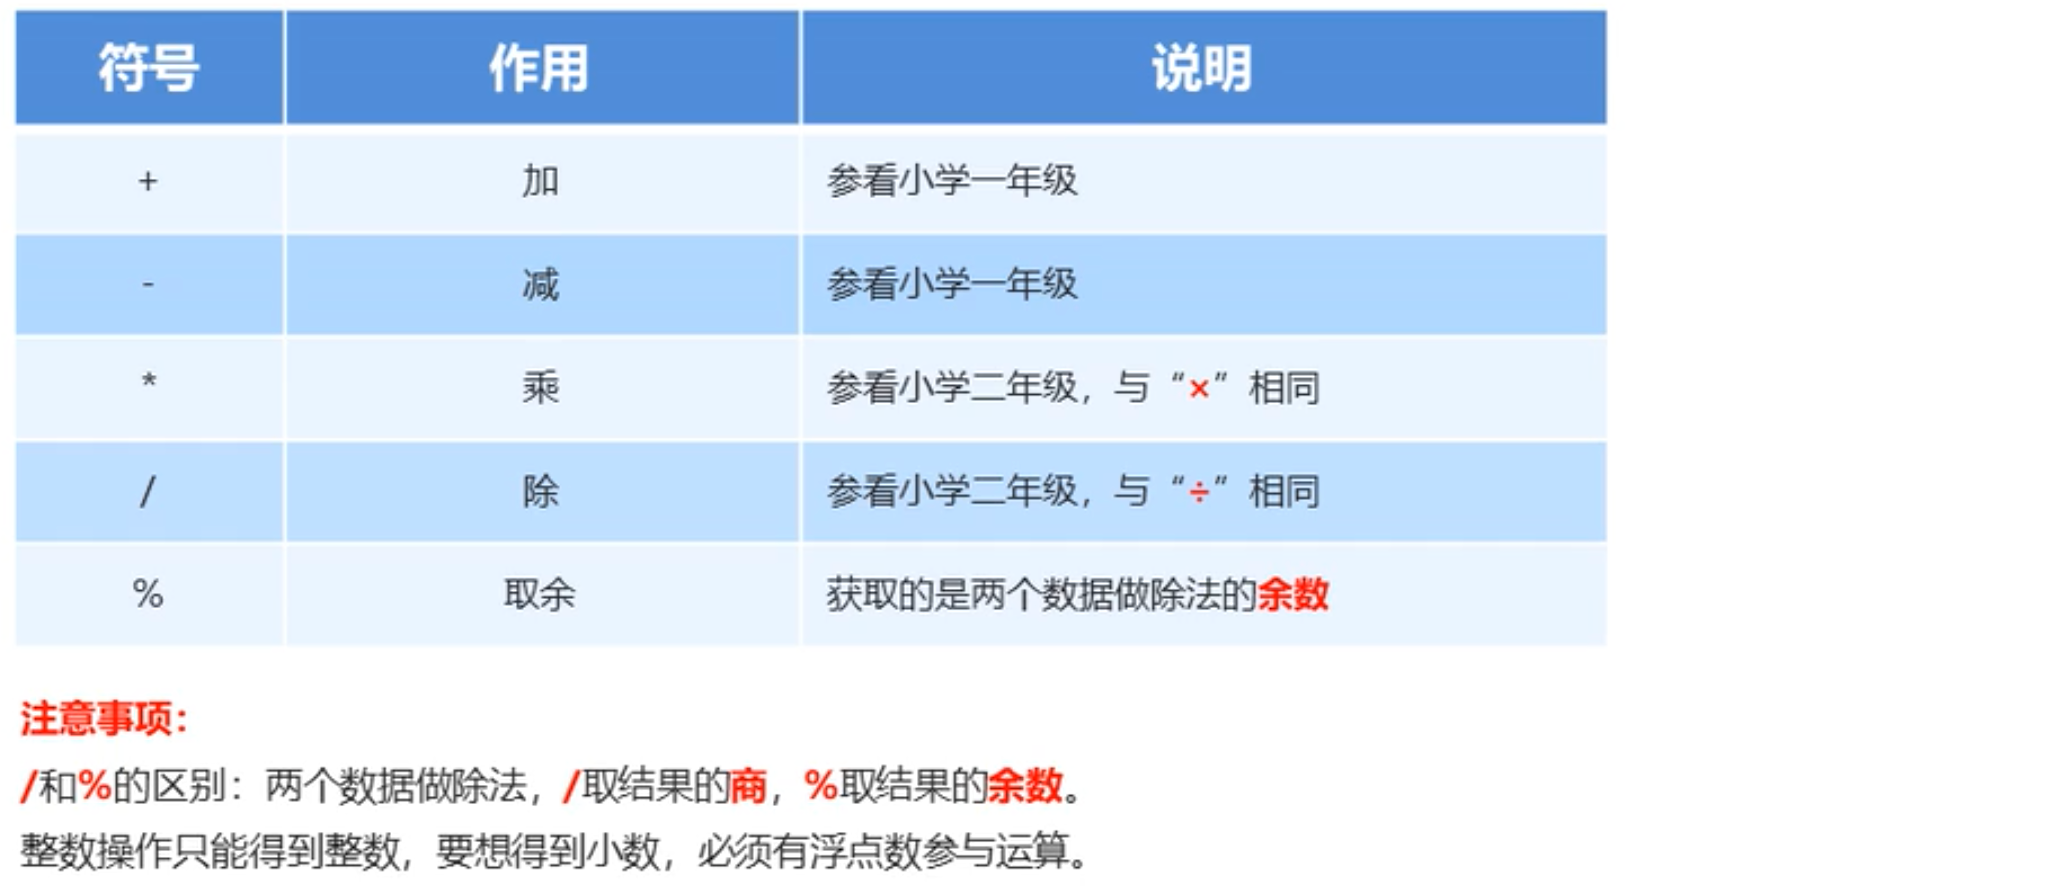 符号 作用 说明
+ 加 参看小学一年级
- 减 参看小学一年级
* 乘 参看小学二年级，与“×”相同
/ 除 参看小学二年级，与“÷”相同
% 取余 获取的是两个数据做除法的余数
注意事项：
/和%的区别：两个数据做除法，/取结果的商，%取结果的余数。
整数操作只能得到整数，要想得到小数，必须有浮点数参与运算。